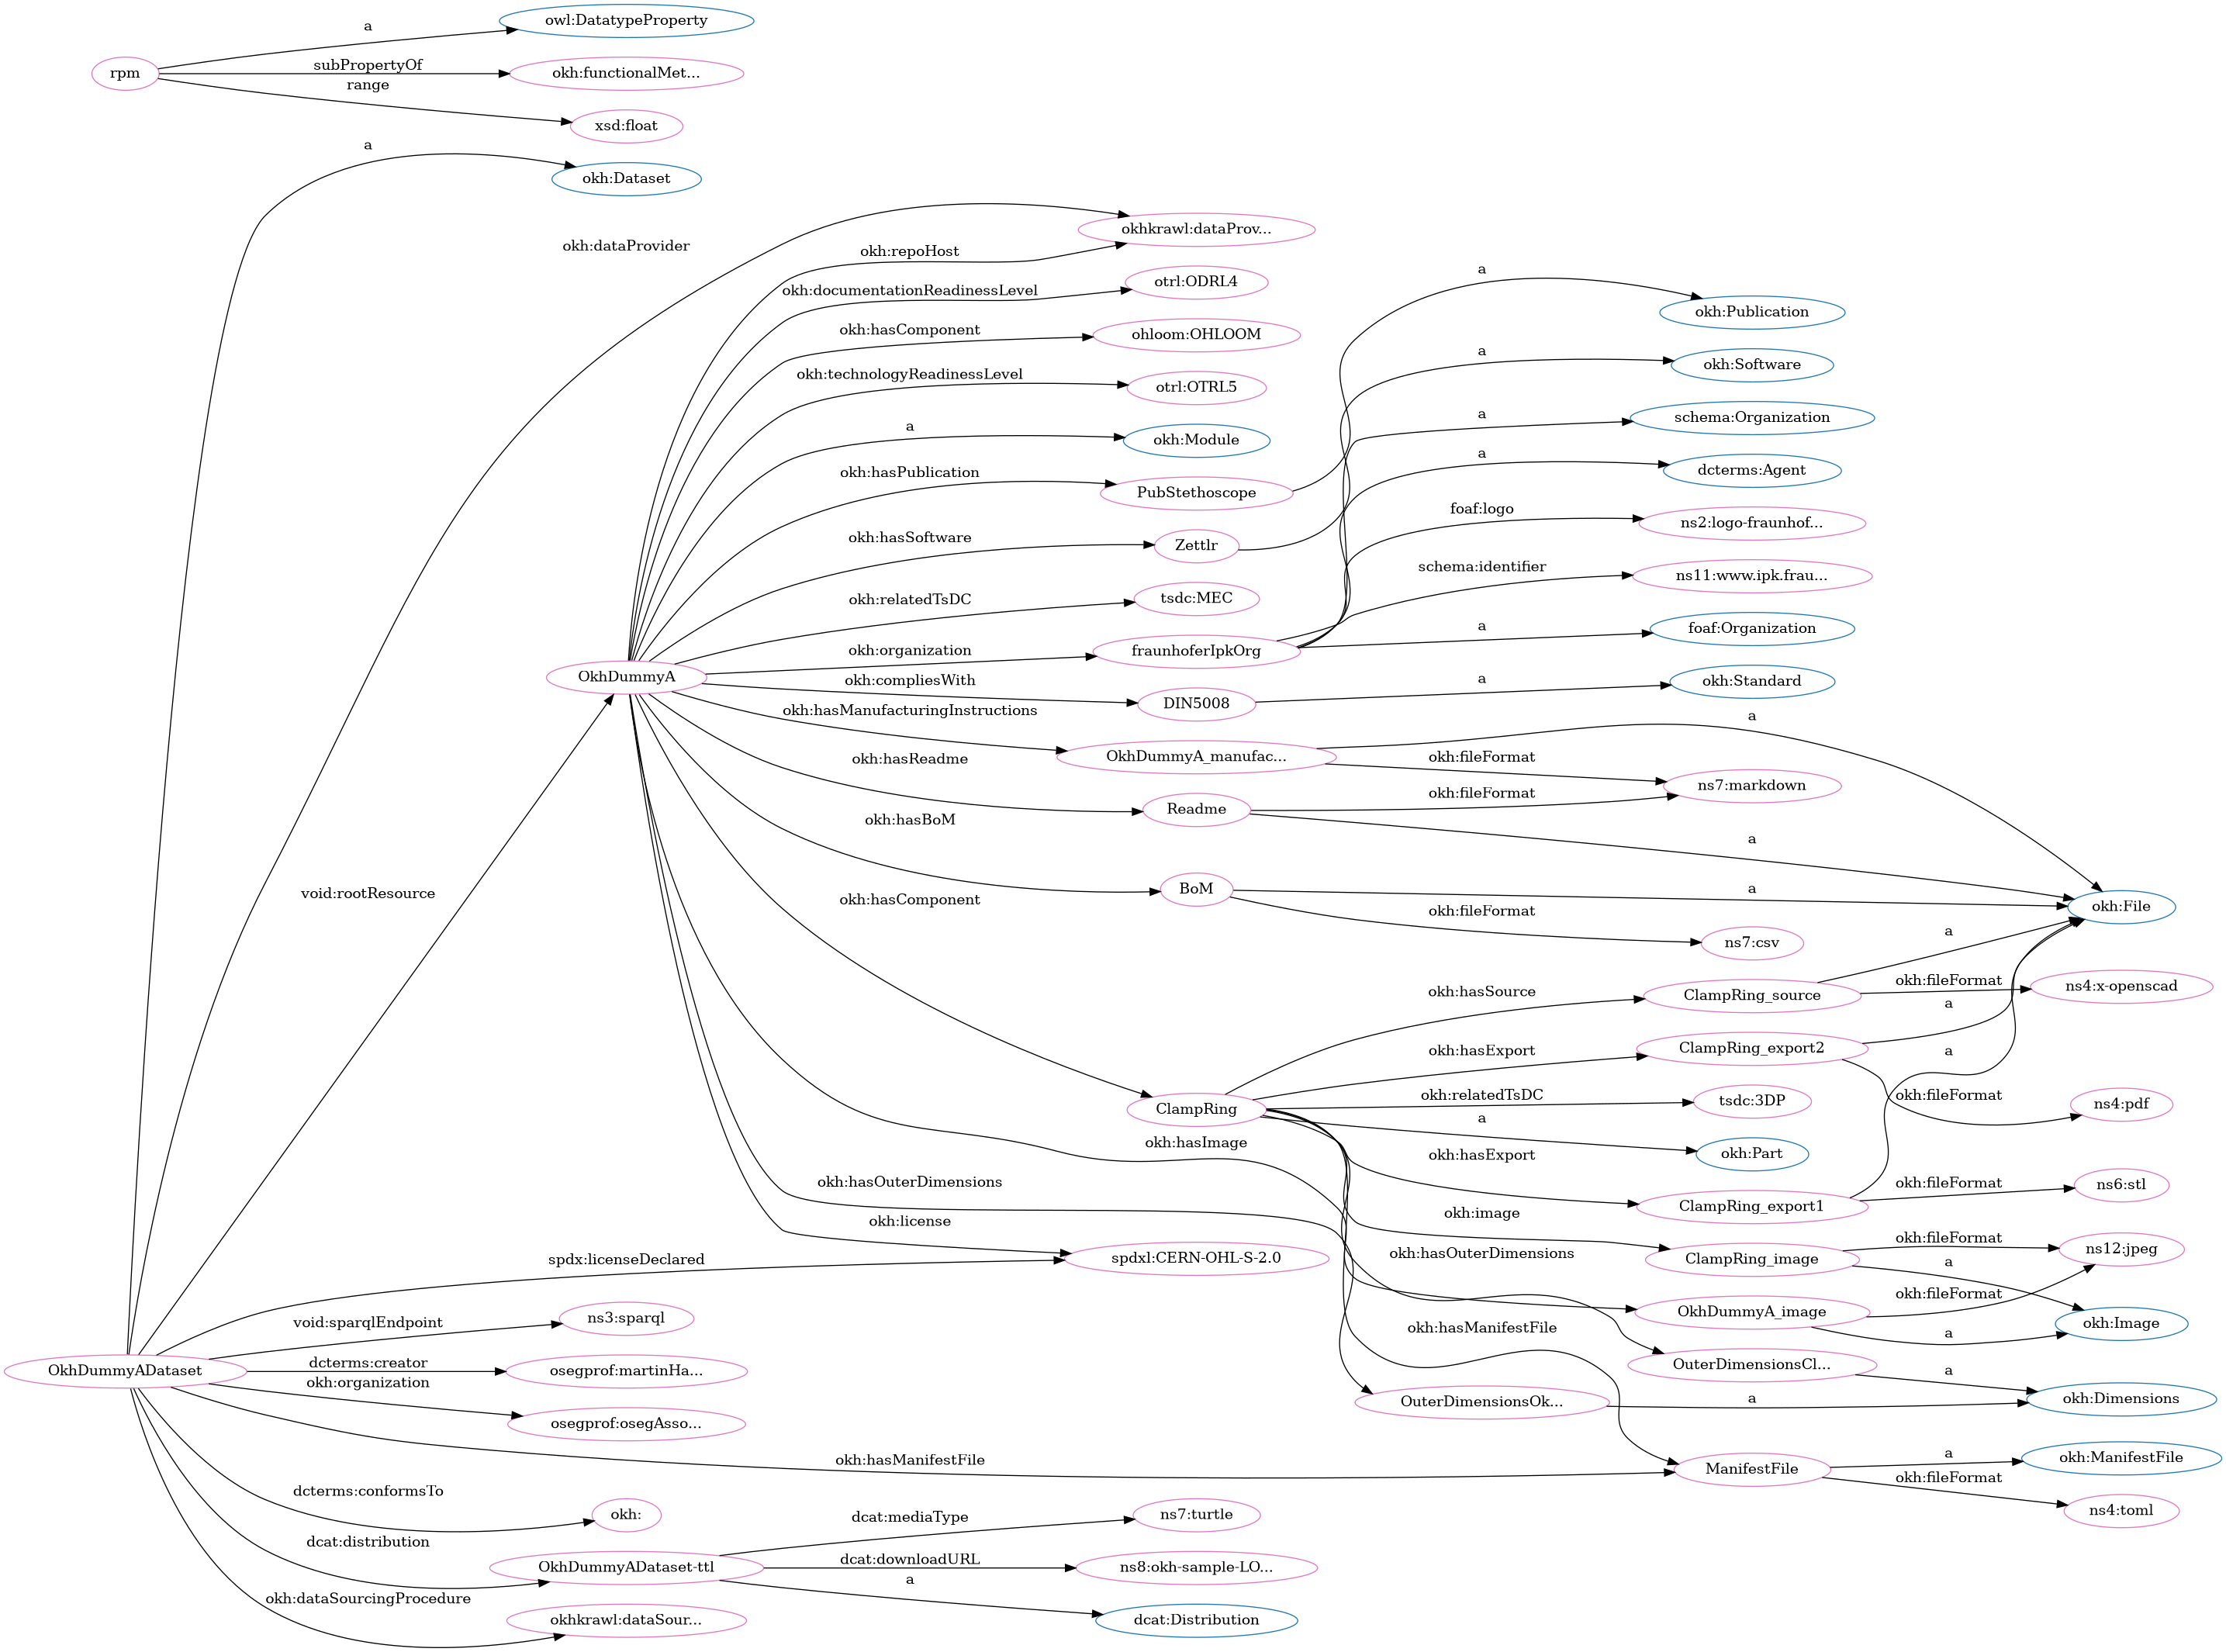 a
owl:DatatypeProperty
rpm
subPropertyOf
okh:functionalMet...
range
xsd:float
a
okh:Dataset
okh:dataProvider
okhkrawl:dataProv...
okh:repoHost
okh:documentationReadinessLevel
otrl:ODRL4
okh:hasComponent
ohloom:OHLOOM
okh:technologyReadinessLevel
otrl:OTRL5
a
okh:Module
okh:hasPublication
PubStethoscope
a
okh:Publication
okh:hasSoftware
Zettlr
a
okh:Software
a
schema:Organization
a
dcterms:Agent
foaf:logo
ns2:logo-fraunhof...
schema:identifier
ns11:www.ipk.frau...
okh:relatedTsDC
tsdc:MEC
OkhDummyA
okh:organization
fraunhoferIpkOrg
a
foaf:Organization
okh:compliesWith
DIN5008
a
okh:Standard
okh:hasManufacturingInstructions
OkhDummyA_manufac...
a
okh:fileFormat
ns7:markdown
okh:hasReadme
Readme
okh:fileFormat
a
okh:hasBoM
BoM
a
okh:File
okh:fileFormat
ns7:csv
void:rootResource
okh:hasComponent
ClampRing
okh:hasSource
ClampRing_source
a
okh:fileFormat
ns4:x-openscad
okh:hasExport
ClampRing_export2
a
okh:fileFormat
ns4:pdf
okh:relatedTsDC
tsdc:3DP
a
okh:Part
okh:hasExport
ClampRing_export1
a
okh:fileFormat
ns6:stl
okh:hasImage
okh:hasOuterDimensions
okh:license
okh:image
ClampRing_image
okh:fileFormat
ns12:jpeg
a
okh:hasOuterDimensions
spdx:licenseDeclared
spdxl:CERN-OHL-S-2.0
OkhDummyA_image
okh:fileFormat
okh:Image
a
void:sparqlEndpoint
ns3:sparql
okh:hasManifestFile
OkhDummyADataset
dcterms:creator
osegprof:martinHa...
OuterDimensionsCl...
a
okh:Dimensions
okh:organization
osegprof:osegAsso...
OuterDimensionsOk...
a
okh:hasManifestFile
ManifestFile
a
okh:ManifestFile
okh:fileFormat
ns4:toml
dcterms:conformsTo
okh:
dcat:distribution
OkhDummyADataset-ttl
dcat:mediaType
ns7:turtle
dcat:downloadURL
ns8:okh-sample-LO...
a
dcat:Distribution
okh:dataSourcingProcedure
okhkrawl:dataSour...